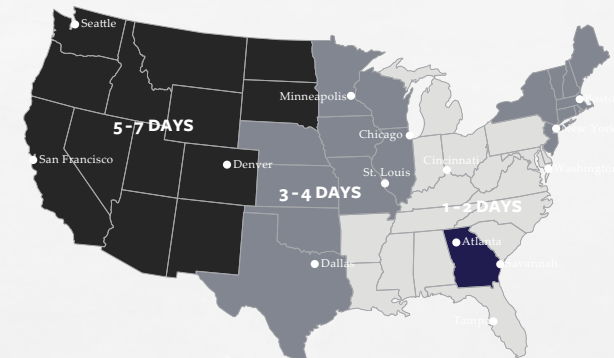 Seattle
Minneapolis
5-7 DAYS
Chicago
San Francisco
Denver
Cincinnati
Washington
St. Louis
3-4 DAYS
1-2 DAYS
Atlanta
Dallas
Savannah
Tampa
New York